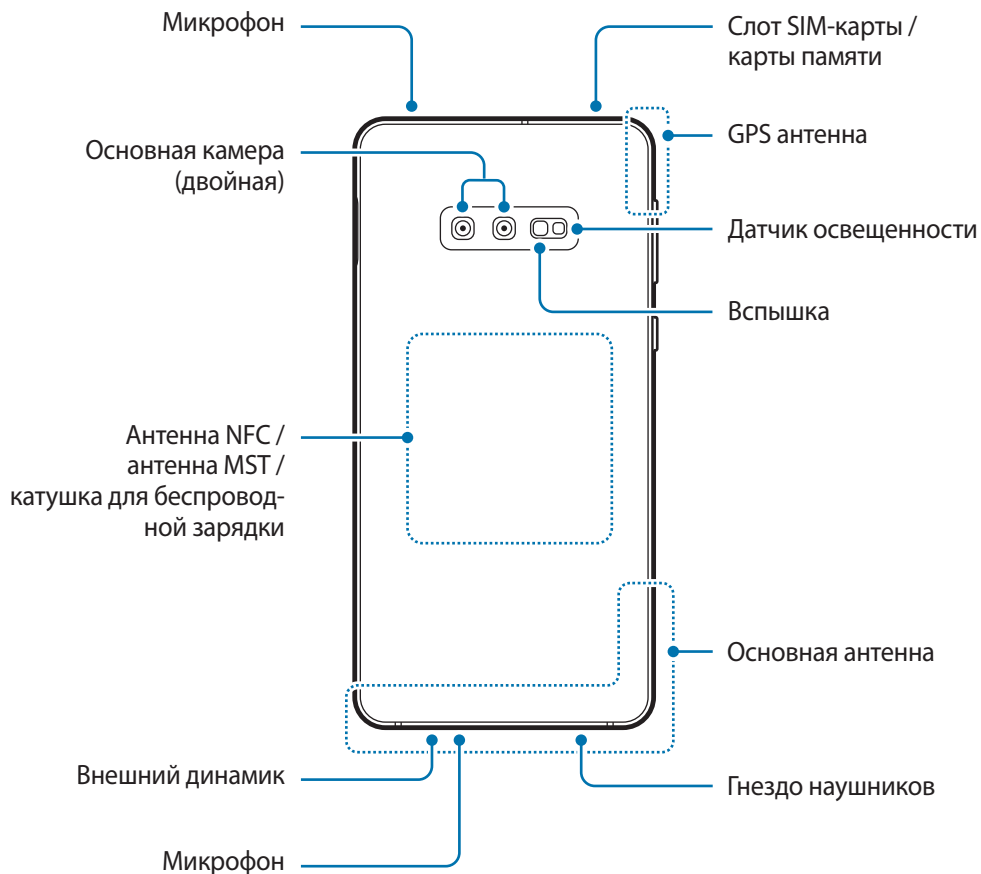 Микрофон
Слот SIM-карты /
карты памяти
GPS антенна
Основная камера
(двойная)
Датчик освещенности
Вспышка
Антенна NFC /
антенна MST /
катушка для беспровод-
ной зарядки
Основная антенна
Внешний динамик
Гнездо наушников
Микрофон